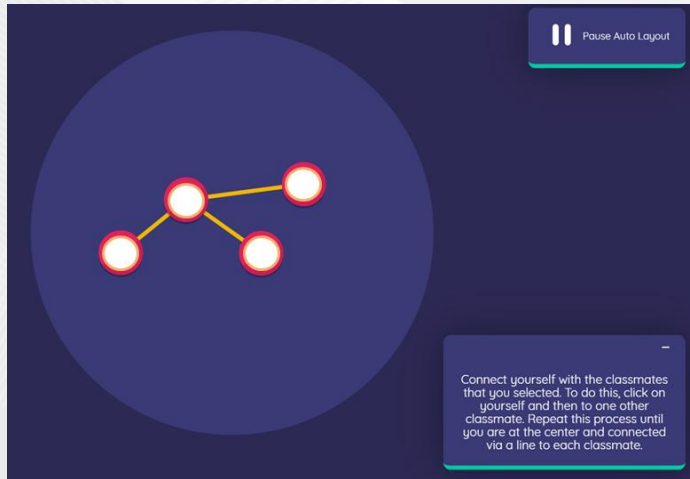 Pause Auto Layout
Connect yourself with the classmates
that you selected. To do this, click on
yourself and then to one other
classmate. Repeat this process until
you are at the center and connected
via a line to each classmate.